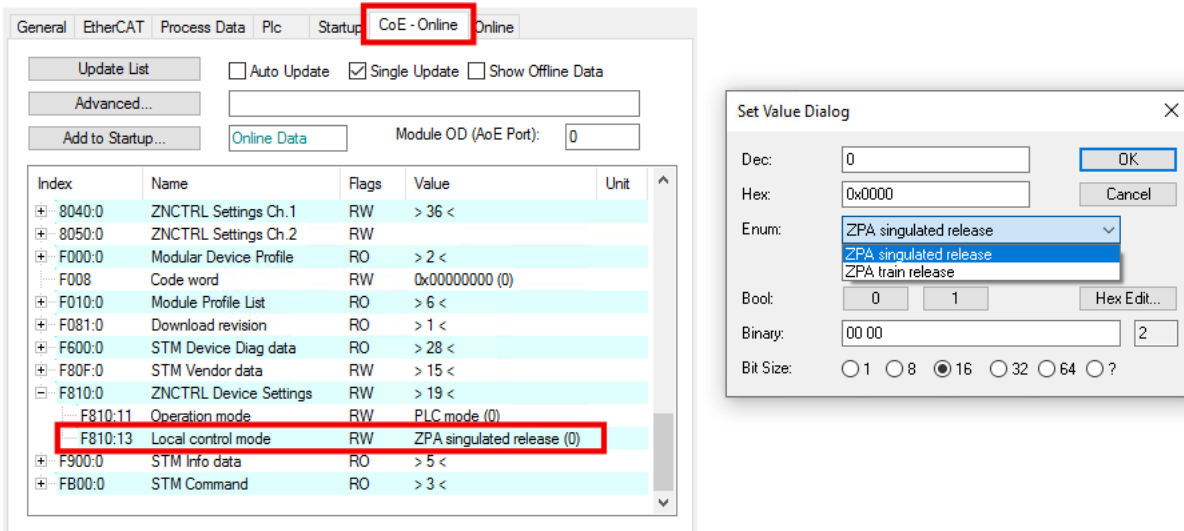 General EtherCAT Process Data Plc Startup CoE - Online Online
Update List Auto Update Single Update Show Offline Data
Advanced...
Add to Startup... Online Data Module OD (AoE Port): 0
Index Name Flags Value Unit
8040:0 ZNCTRL Settings Ch.1 RW > 36 <
8050:0 ZNCTRL Settings Ch.2 RW
F000:0 Modular Device Profile RO > 2 <
F008 Code word RW 0x00000000 (0)
F010:0 Module Profile List RO > 6 <
F081:0 Download revision RO > 1 <
F600:0 STM Device Diag data RO > 28 <
F80F:0 STM Vendor data RW > 15 <
F810:0 ZNCTRL Device Settings RW > 19 <
F810:11 Operation mode RW PLC mode (0)
F810:13 Local control mode RW ZPA singulated release (0)
F900:0 STM Info data RO > 5 <
FB00:0 STM Command RO > 3 <
Set Value Dialog
Dec: 0 OK
Hex: 0x0000 Cancel
Enum: ZPA singulated release
ZPA singulated release
ZPA train release
Bool: 0 1 Hex Edit...
Binary: 00 00 2
Bit Size: 1 8 16 32 64 ?